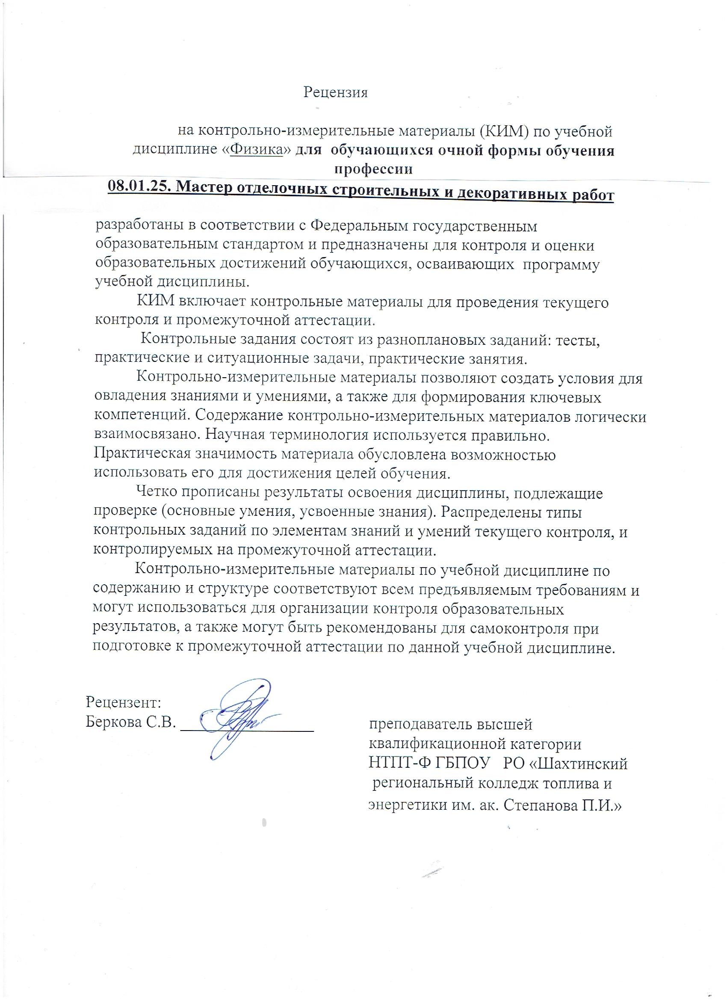 Рецензия
на контрольно-измерительные материалы (КИМ) по учебной
дисциплине «Физика» для обучающихся очной формы обучения
профессии
08.01.25. Мастер отделочных строительных и декоративных работ
разработаны в соответствии с Федеральным государственным
образовательным стандартом и предназначены для контроля и оценки
образовательных достижений обучающихся, осваивающих программу
учебной дисциплины.
КИМ включает контрольные материалы для проведения текущего
контроля и промежуточной аттестации.
Контрольные задания состоят из разноплановых заданий: тесты,
практические и ситуационные задачи, практические занятия.
Контрольно-измерительные материалы позволяют создать условия для
овладения знаниями и умениями, а также для формирования ключевых
компетенций. Содержание контрольно-измерительных материалов логически
взаимосвязано. Научная терминология используется правильно.
Практическая значимость материала обусловлена возможностью
использовать его для достижения целей обучения.
Четко прописаны результаты освоения дисциплины, подлежащие
проверке (основные умения, усвоенные знания). Распределены типы
контрольных заданий по элементам знаний и умений текущего контроля, и
контролируемых на промежуточной аттестации.
Контрольно-измерительные материалы по учебной дисциплине по
содержанию и структуре соответствуют всем предъявляемым требованиям и
могут использоваться для организации контроля образовательных
результатов, а также могут быть рекомендованы для самоконтроля при
подготовке к промежуточной аттестации по данной учебной дисциплине.
Рецензент:
Беркова С.В.
преподаватель высшей
квалификационной категории
НТПТ-Ф ГБПОУ РО «Шахтинский
региональный колледж топлива и
энергетики им. ак. Степанова П.И.»